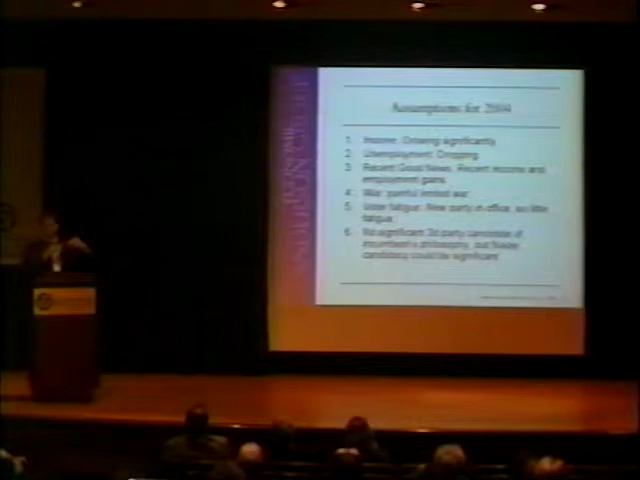 Assumptions for 2004
1. Income: Growing significantly
2. Unemployment: Dropping
3. Recent Good News: Recent income and
employment gains
4. War: painful limited war
5. Voter fatigue: New party in office, so little
fatigue.
6. No significant 3d party candidate of
incumbent's philosophy, but Nader
candidacy could be significant